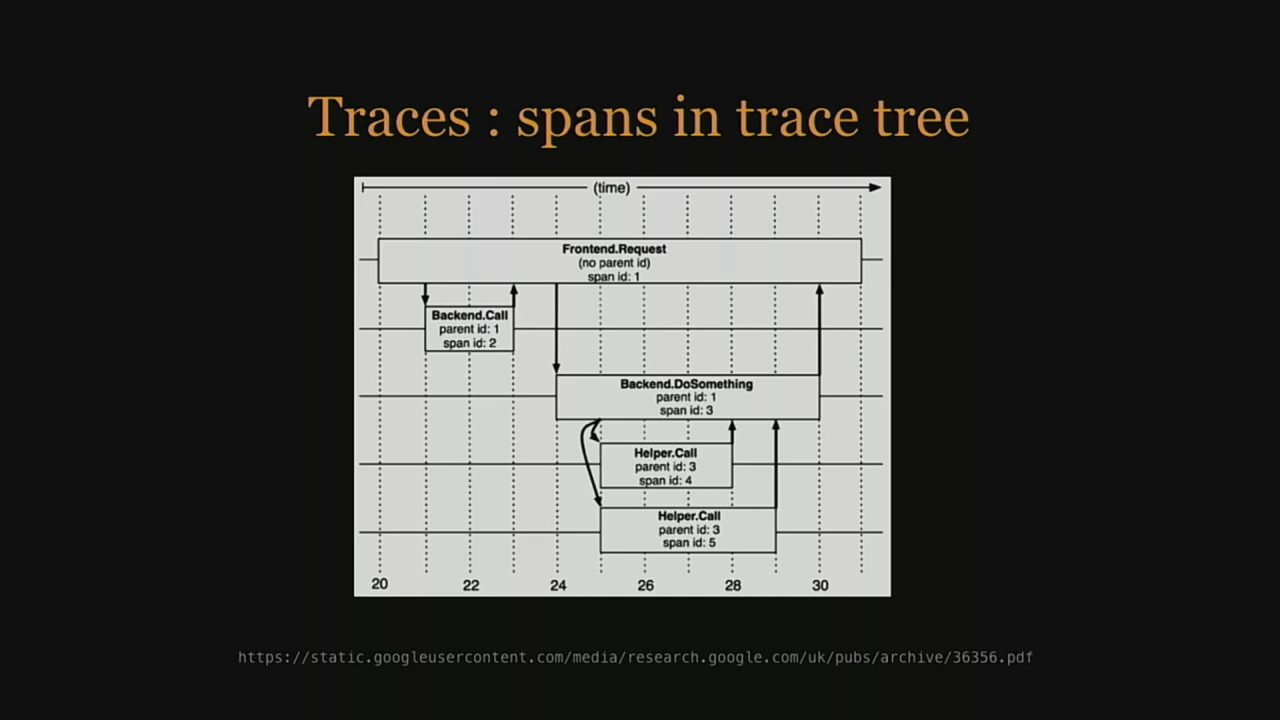 Traces : spans in trace tree
(time)
Frontend.Request
(no parent id)
span id: 1
Backend.Call
parent id: 1
span id: 2
Backend.DoSomething
parent id: 1
span id: 3
Helper.Call
parent id: 3
span id: 4
Helper.Call
parent id: 3
span id: 5
20 22 24 26 28 30
https://static.googleusercontent.com/media/research.google.com/uk/pubs/archive/36356.pdf